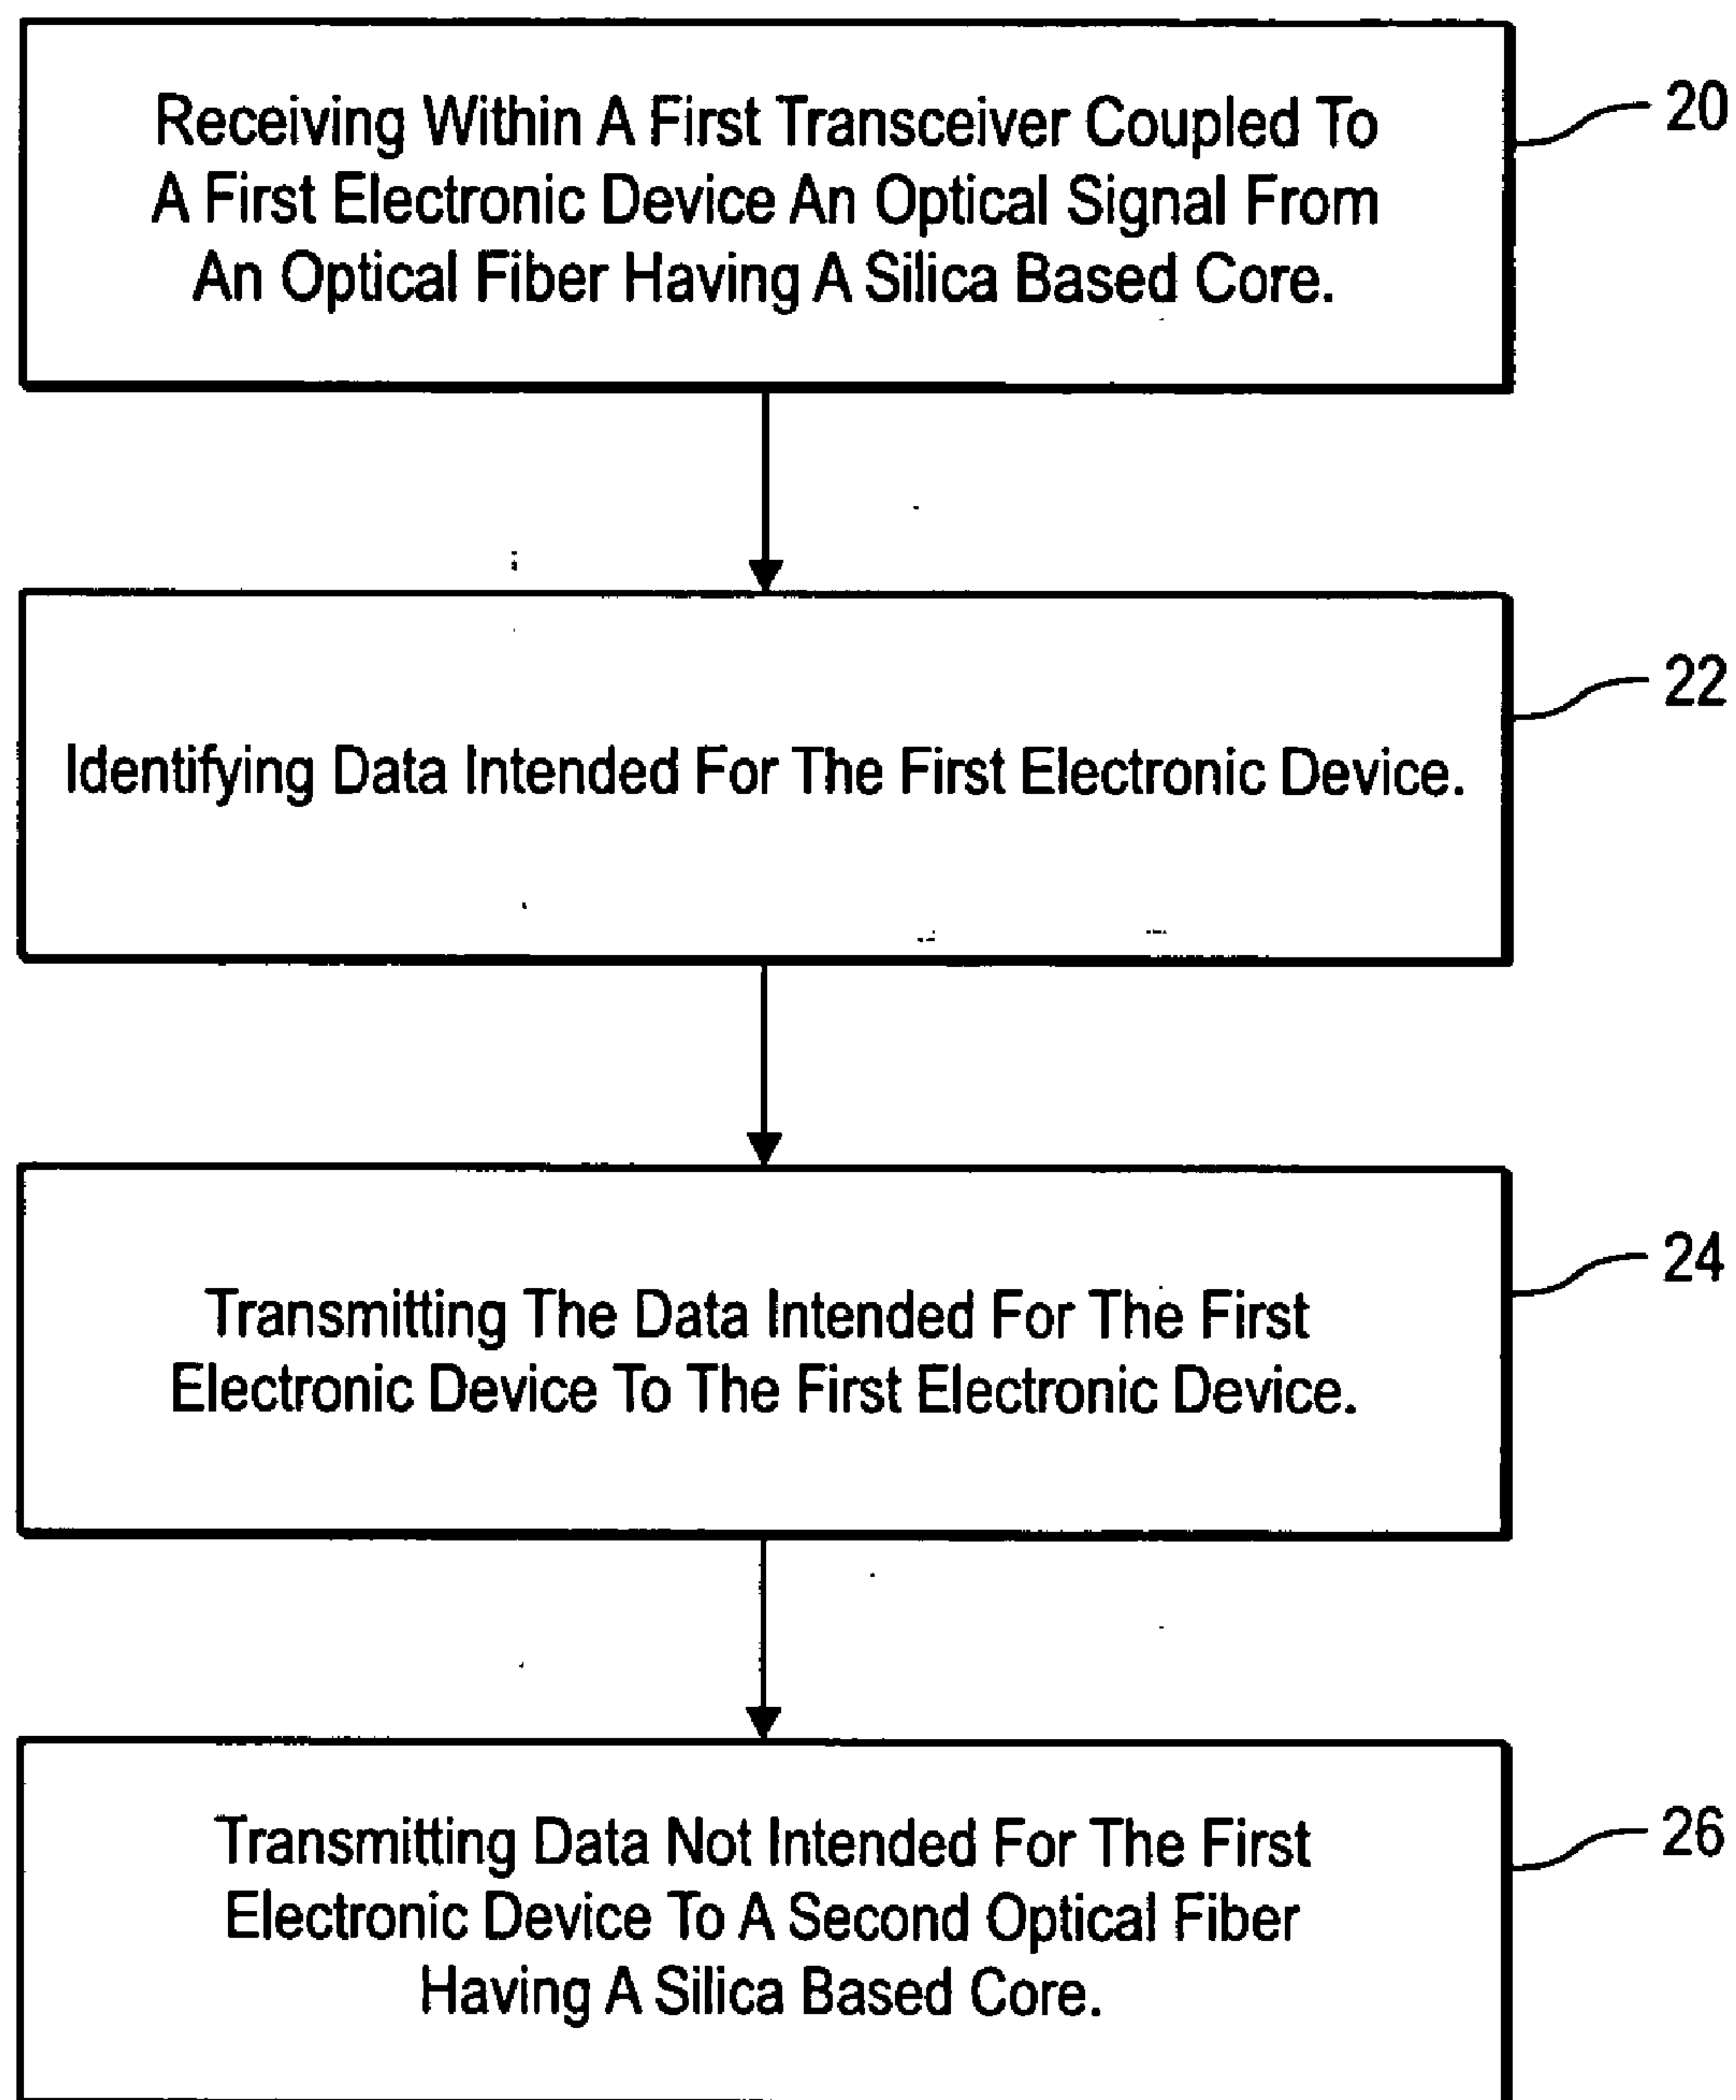 Receiving Within A First Transceiver Coupled To
A First Electronic Device An Optical Signal From
An Optical Fiber Having A Silica Based Core.
20
Identifying Data Intended For The First Electronic Device.
22
Transmitting The Data Intended For The First
Electronic Device To The First Electronic Device.
24
Transmitting Data Not Intended For The First
Electronic Device To A Second Optical Fiber
Having A Silica Based Core.
26